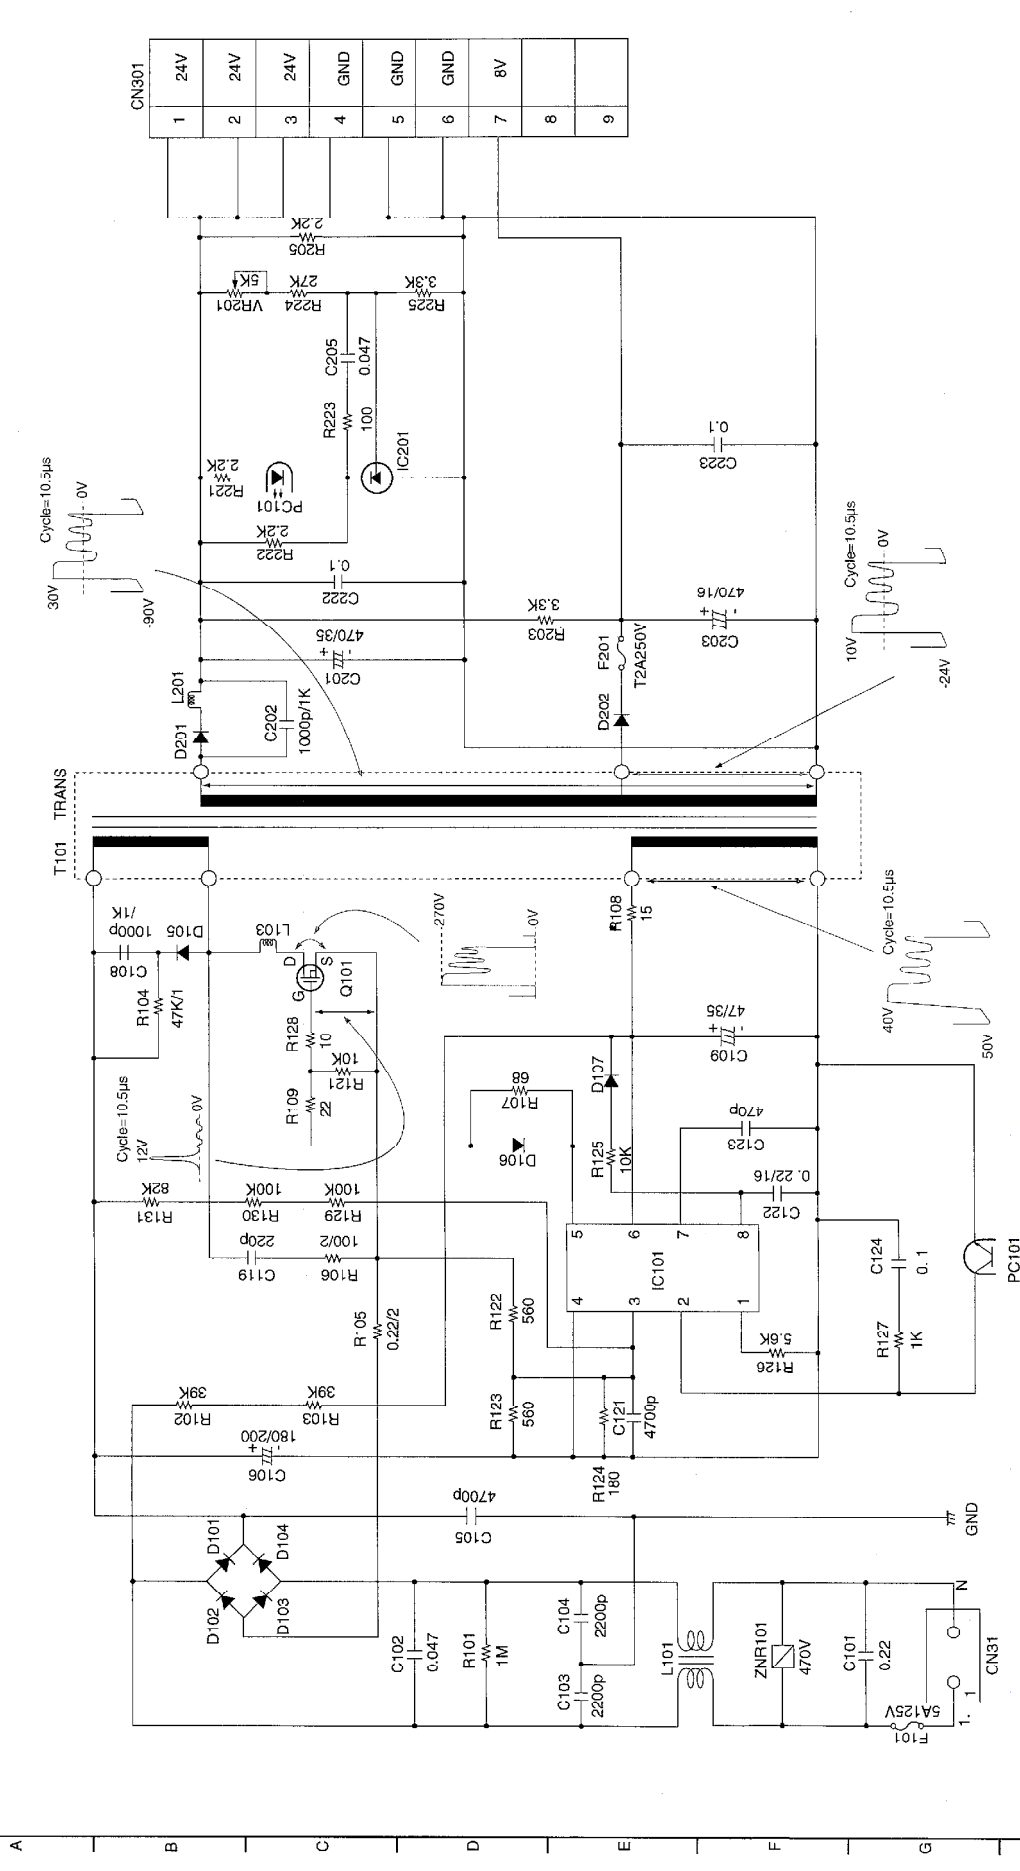 CN301
1 24V
2 24V
3 24V
4 GND
5 GND
6 GND
7 8V
8
9
R205 2.2K
VR201 5K
R224 27K
R225 3.3K
C205 0.047
R223 100
IC201
R221 2.2K
PC101
R222 2.2K
C222 0.1
C223 0.1
Cycle=10.5µs
30V
0V
-90V
C201 470/35 + -
R203 3.3K
F201
T2A250V
C203 470/16 + -
L201
D201
C202
1000p/1K
D202
Cycle=10.5µs
10V
0V
-24V
T101 TRANS
C108 1000p /1K
D105
R104
47K/1
L103
D
S
G
Q101
R128
10
R121 10K
R109
22
-270V
0V
R108
15
Cycle=10.5µs
40V
0V
50V
C109 47/35 + -
D107
R107 68
D106
R125
10K
C123 470p
C122 0.22/16
Cycle=10.5µs
12V
0V
R131 82K
R130 100K
R129 100K
C119 220p
R106 100/2
R105
0.22/2
R122
560
R123
560
IC101
5
6
7
8
4
3
2
1
C124
0.1
R127
1K
PC101
R126 5.6K
R102 39K
R103 39K
C106 180/200 + -
R124
180
C121
4700p
D101
D104
D102
D103
C105 4700p
GND
C102
0.047
R101
1M
C104
2200p
C103
2200p
L101
ZNR101
470V
C101
0.22
F101 5A125V
N
1. 1
CN31
A
B
C
D
E
F
G